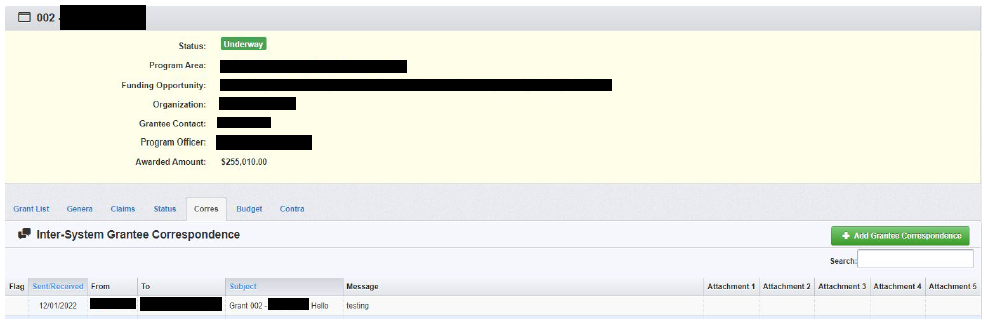 002 -
Status: Underway
Program Area:
Funding Opportunity:
Organization:
Grantee Contact:
Program Officer:
Awarded Amount: $255,010.00
Grant List Genera Claims Status Corres Budget Contra
Inter-System Grantee Correspondence
Add Grantee Correspondence
Search:
Flag Sent/Received From To Subject Message Attachment 1 Attachment 2 Attachment 3 Attachment 4 Attachment 5
12/01/2022 Grant 002 - Hello testing